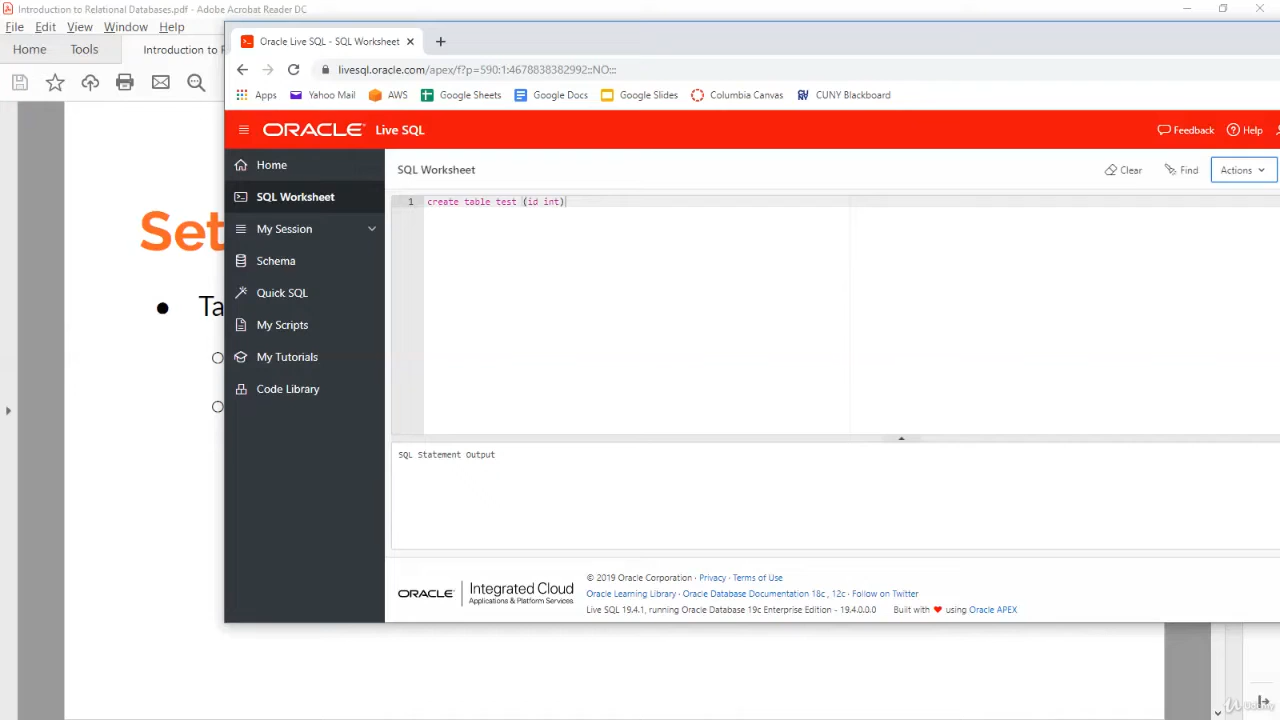 Introduction to Relational Databases.pdf - Adobe Acrobat Reader DC
File Edit View Window Help
Home Tools Introduction to R
Oracle Live SQL - SQL Worksheet
livesql.oracle.com/apex/f?p=590:1:4678838382992::NO:::
Apps Yahoo Mail AWS Google Sheets Google Docs Google Slides Columbia Canvas CUNY Blackboard
ORACLE Live SQL Feedback Help
Home
SQL Worksheet
My Session
Schema
Quick SQL
My Scripts
My Tutorials
Code Library
SQL Worksheet Clear Find Actions
1 create table test (id int)
SQL Statement Output
ORACLE Integrated Cloud
Applications & Platform Services
© 2019 Oracle Corporation · Privacy · Terms of Use
Oracle Learning Library · Oracle Database Documentation 18c , 12c · Follow on Twitter
Live SQL 19.4.1, running Oracle Database 19c Enterprise Edition - 19.4.0.0.0 Built with ♥ using Oracle APEX
Set
Ta
Udemy